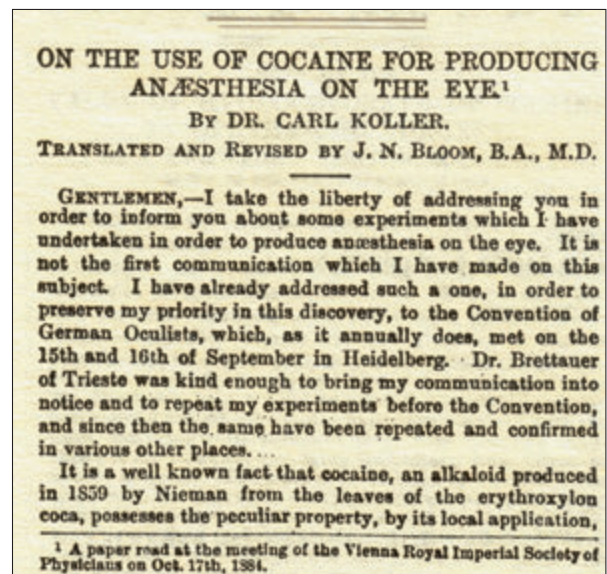 ON THE USE OF COCAINE FOR PRODUCING
ANÆSTHESIA ON THE EYE.¹
BY DR. CARL KOLLER.
TRANSLATED AND REVISED BY J. N. BLOOM, B.A., M.D.
GENTLEMEN,—I take the liberty of addressing you in
order to inform you about some experiments which I have
undertaken in order to produce anæsthesia on the eye. It is
not the first communication which I have made on this
subject. I have already addressed such a one, in order to
preserve my priority in this discovery, to the Convention of
German Oculists, which, as it annually does, met on the
15th and 16th of September in Heidelberg. Dr. Brettauer
of Trieste was kind enough to bring my communication into
notice and to repeat my experiments before the Convention,
and since then the same have been repeated and confirmed
in various other places....
It is a well known fact that cocaine, an alkaloid produced
in 1859 by Nieman from the leaves of the erythroxylon
coca, possesses the peculiar property, by its local application,
¹ A paper read at the meeting of the Vienna Royal Imperial Society of
Physicians on Oct. 17th, 1884.